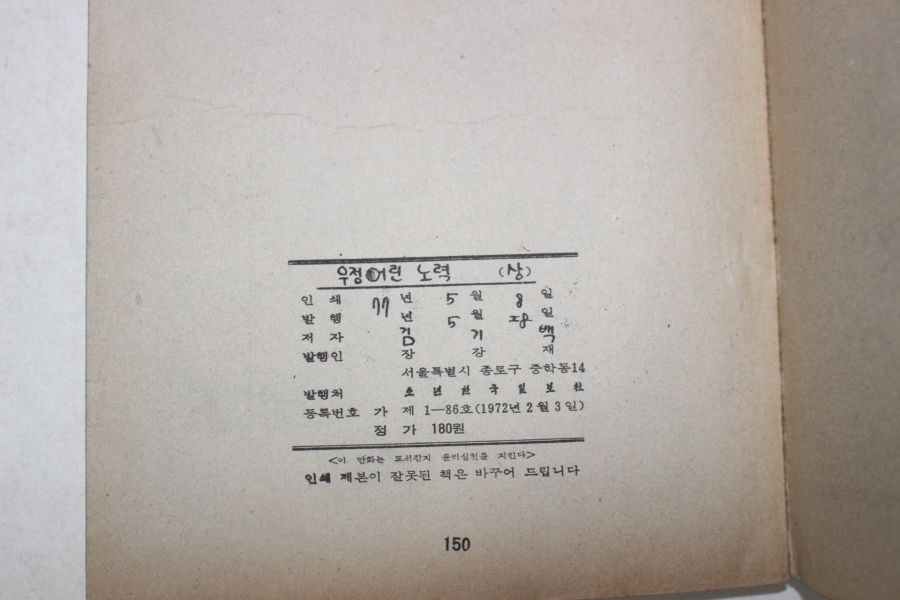 우정어린 노력 (상)
인 쇄 77년 5월 8일
발 행 년 5월 28일
저 자 김 기 백
발행인 장 강 재
서울특별시 종로구 중학동14
발행처 소년한국일보社
등록번호 가 제 1—86호(1972년 2월 3일)
정 가 180원
<이 만화는 도서잡지 윤리실천을 지킨다>
인쇄 제본이 잘못된 책은 바꾸어 드립니다
150